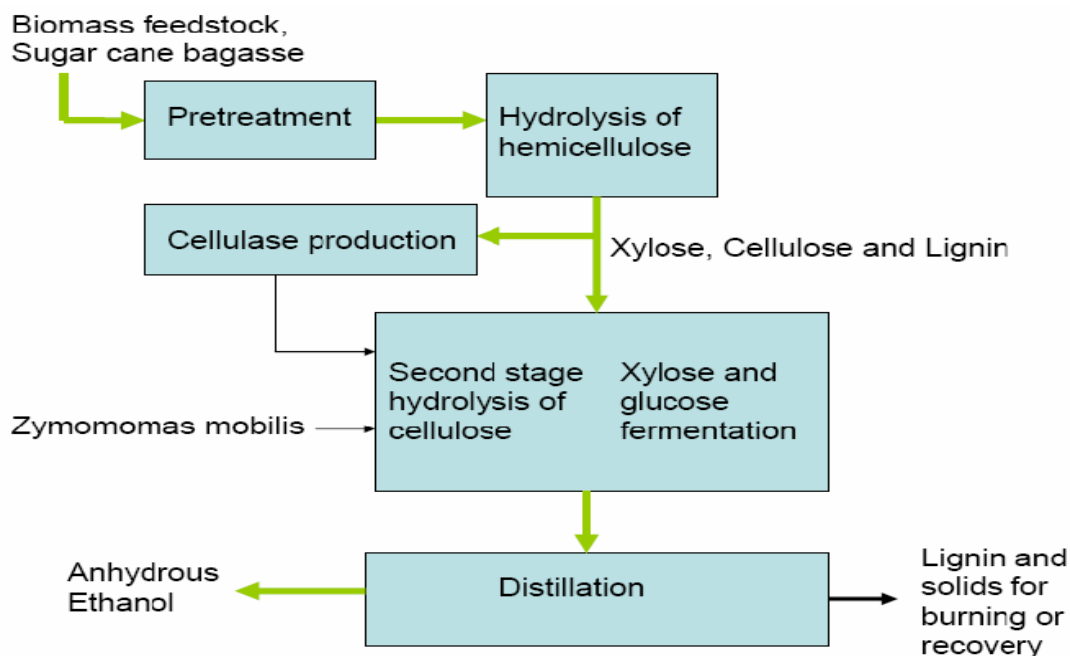 Biomass feedstock,
Sugar cane bagasse
Pretreatment
Hydrolysis of
hemicellulose
Cellulase production
Xylose, Cellulose and Lignin
Second stage
hydrolysis of
cellulose
Xylose and
glucose
fermentation
Zymomomas mobilis
Anhydrous
Ethanol
Distillation
Lignin and
solids for
burning or
recovery